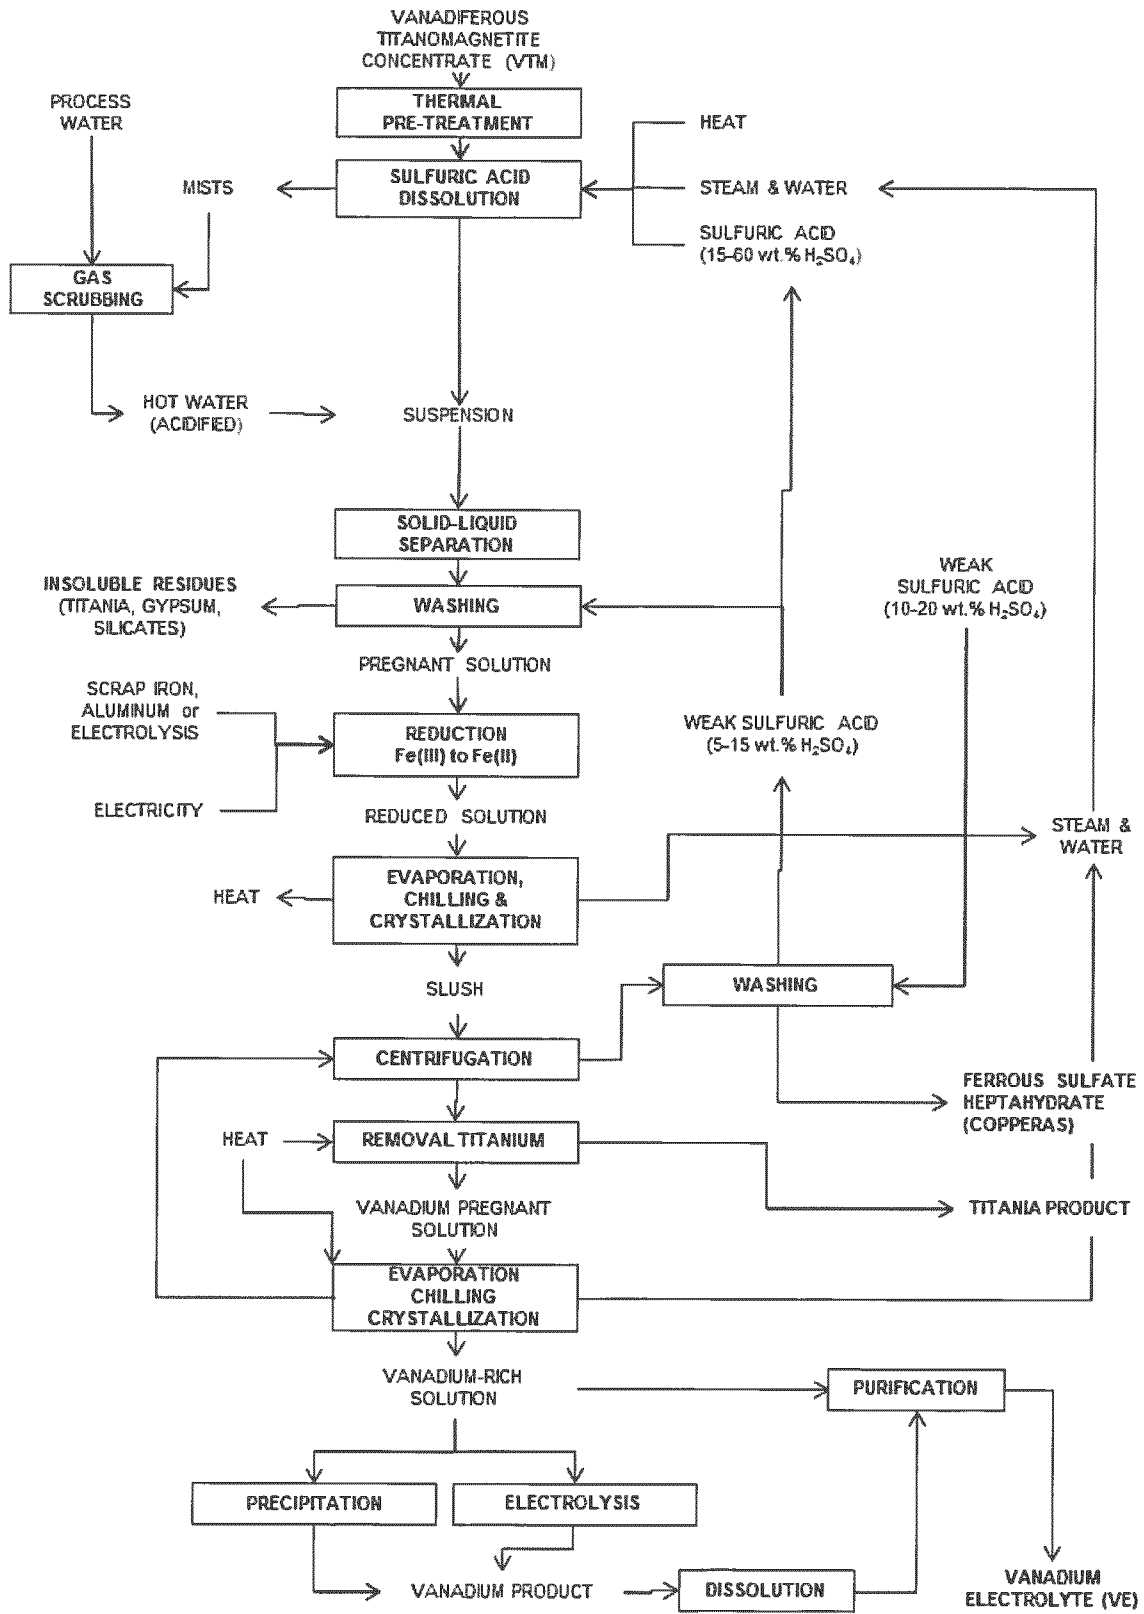 VANADIFEROUS
TITANOMAGNETITE
CONCENTRATE (VTM)
PROCESS
WATER
THERMAL
PRE-TREATMENT
HEAT
MISTS
SULFURIC ACID
DISSOLUTION
STEAM & WATER
SULFURIC ACID
(15-60 wt.% H₂SO₄)
GAS
SCRUBBING
HOT WATER
(ACIDIFIED)
SUSPENSION
SOLID-LIQUID
SEPARATION
INSOLUBLE RESIDUES
(TITANIA, GYPSUM,
SILICATES)
WASHING
WEAK
SULFURIC ACID
(10-20 wt.% H₂SO₄)
PREGNANT SOLUTION
SCRAP IRON,
ALUMINUM or
ELECTROLYSIS
REDUCTION
Fe(III) to Fe(II)
WEAK SULFURIC ACID
(5-15 wt.% H₂SO₄)
ELECTRICITY
REDUCED SOLUTION
STEAM &
WATER
HEAT
EVAPORATION,
CHILLING &
CRYSTALLIZATION
SLUSH
WASHING
CENTRIFUGATION
FERROUS SULFATE
HEPTAHYDRATE
(COPPERAS)
HEAT
REMOVAL TITANIUM
VANADIUM PREGNANT
SOLUTION
TITANIA PRODUCT
EVAPORATION
CHILLING
CRYSTALLIZATION
VANADIUM-RICH
SOLUTION
PURIFICATION
PRECIPITATION
ELECTROLYSIS
VANADIUM PRODUCT
DISSOLUTION
VANADIUM
ELECTROLYTE (VE)